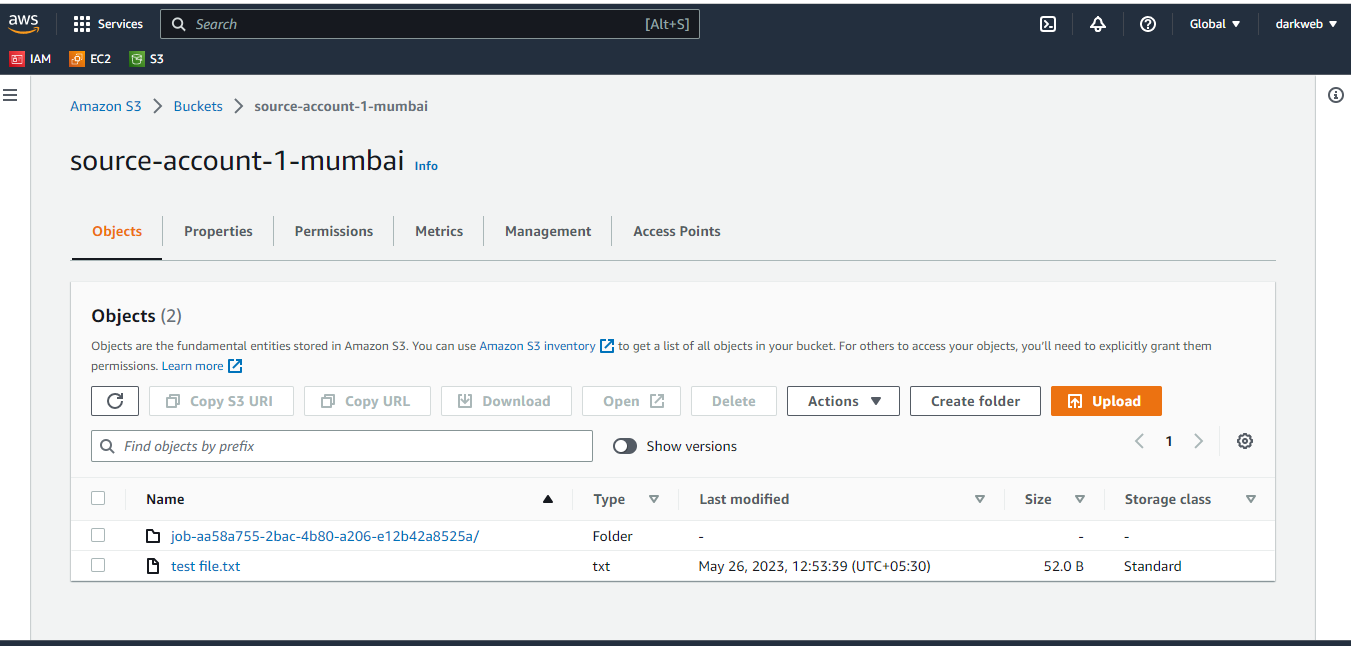 aws Services Search [Alt+S] Global darkweb
IAM EC2 S3
Amazon S3 Buckets source-account-1-mumbai
source-account-1-mumbai Info
Objects Properties Permissions Metrics Management Access Points
Objects (2)
Objects are the fundamental entities stored in Amazon S3. You can use Amazon S3 inventory to get a list of all objects in your bucket. For others to access your objects, you'll need to explicitly grant them
permissions. Learn more
Copy S3 URI Copy URL Download Open Delete Actions Create folder Upload
Find objects by prefix Show versions 1
Name Type Last modified Size Storage class
job-aa58a755-2bac-4b80-a206-e12b42a8525a/ Folder - - -
test file.txt txt May 26, 2023, 12:53:39 (UTC+05:30) 52.0 B Standard